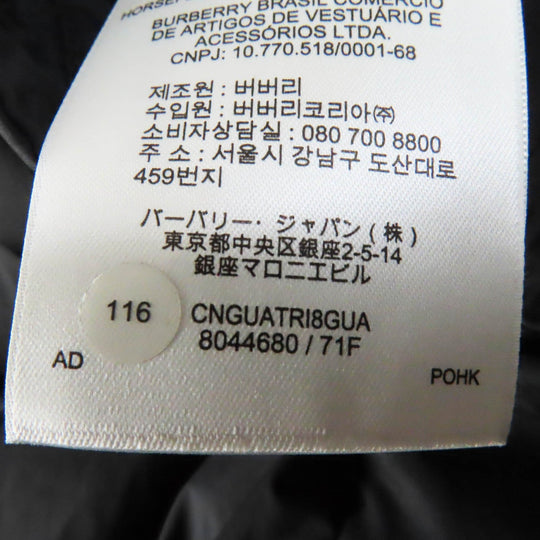 BURBERRY BRASIL COMÉRCIO
DE ARTIGOS DE VESTUÁRIO E
ACESSÓRIOS LTDA.
CNPJ: 10.770.518/0001-68
제조원 : 버버리
수입원 : 버버리코리아㈜
소비자상담실 : 080 700 8800
주 소 : 서울시 강남구 도산대로
459번지
バーバリー・ジャパン(株)
東京都中央区銀座2-5-14
銀座マロニエビル
116
CNGUATRI8GUA
8044680 / 71F
AD
POHK